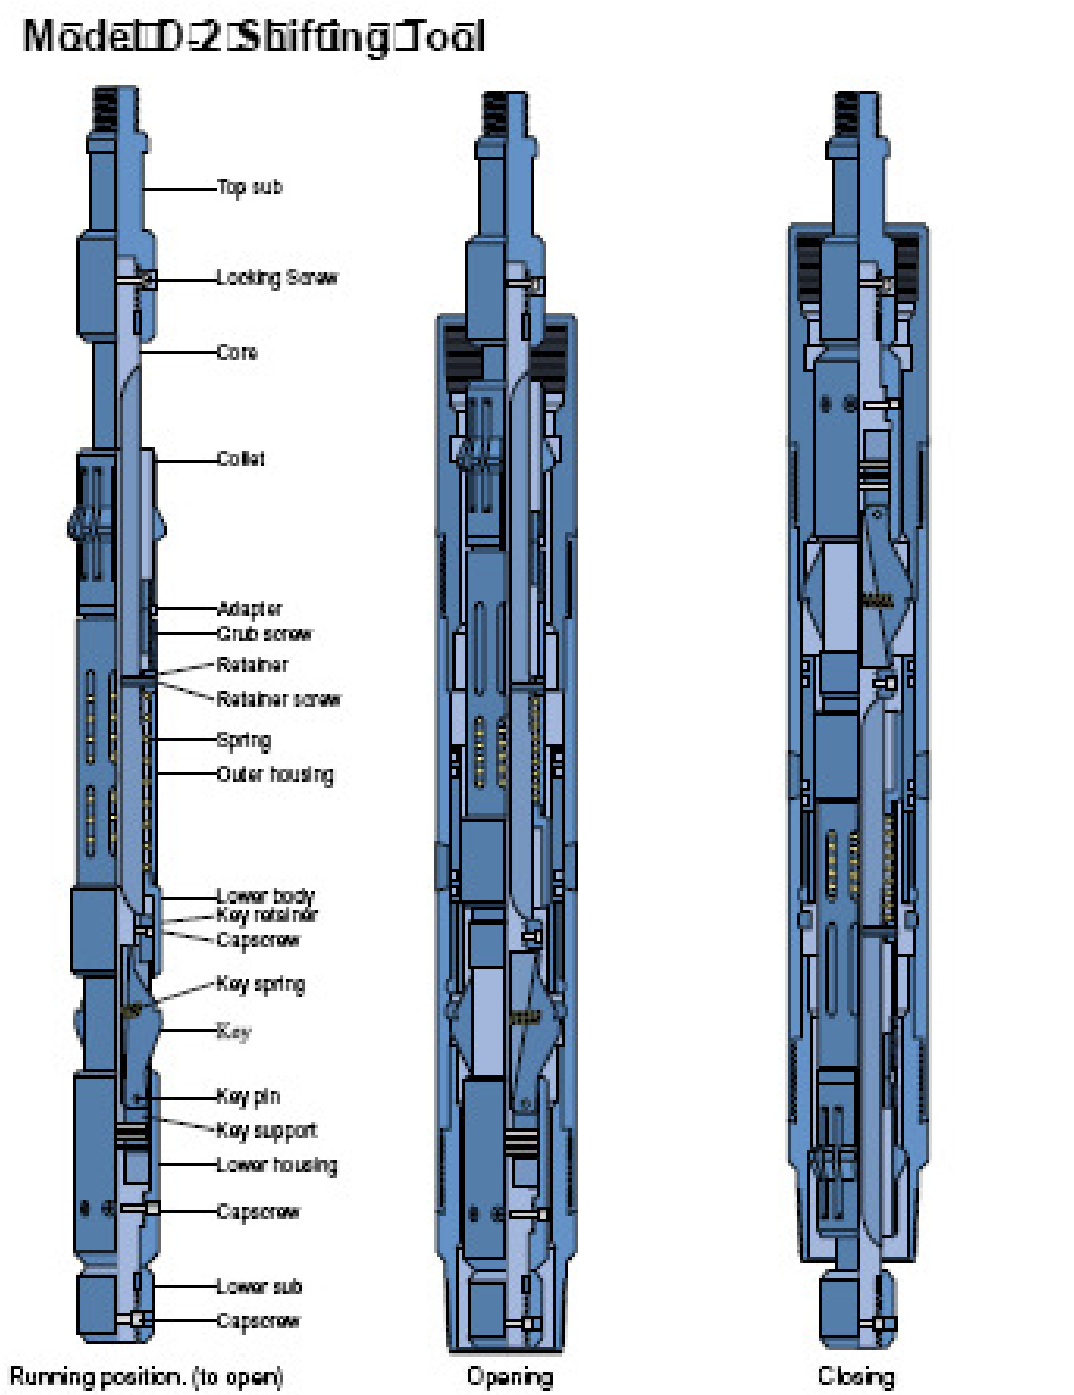 Model D-2 Shifting Tool
Top sub
Locking Screw
Core
Collet
Adapter
Grub screw
Retainer
Retainer screw
Spring
Outer housing
Lower body
Key retainer
Capscrew
Key spring
Key
Key pin
Key support
Lower housing
Capscrew
Lower sub
Capscrew
Running position. (to open)
Opening
Closing